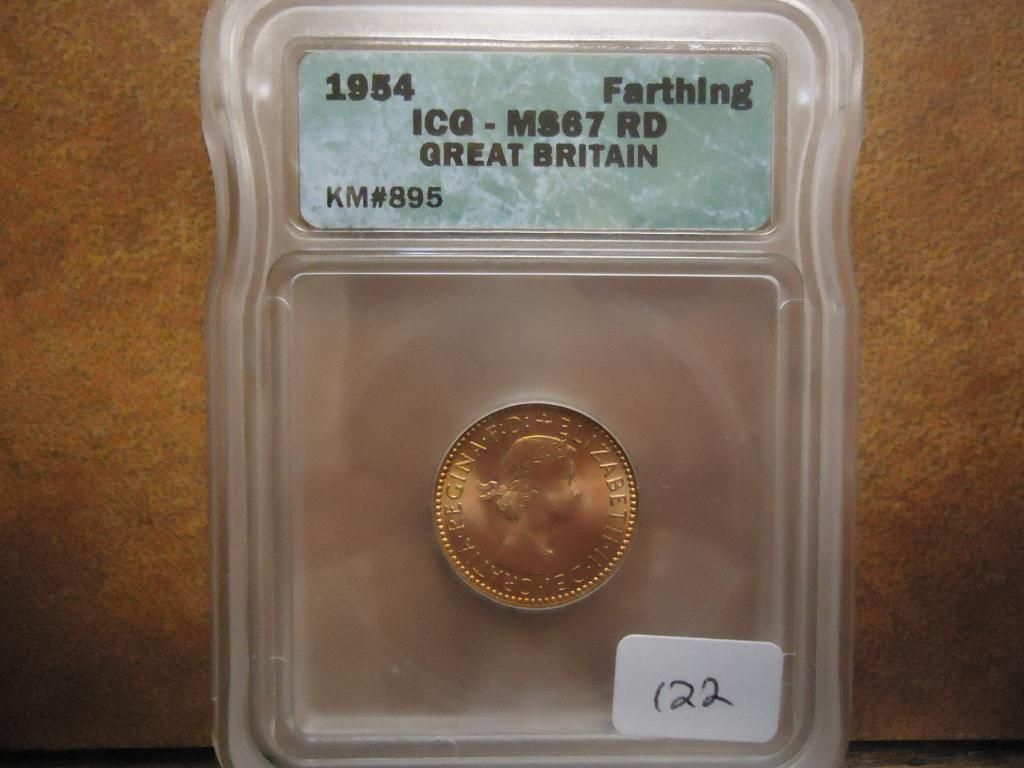 1954 Farthing
ICG - MS67 RD
GREAT BRITAIN
KM#895
+ ELIZABETH·II·DEI·GRATIA·REGINA·F:D:
122